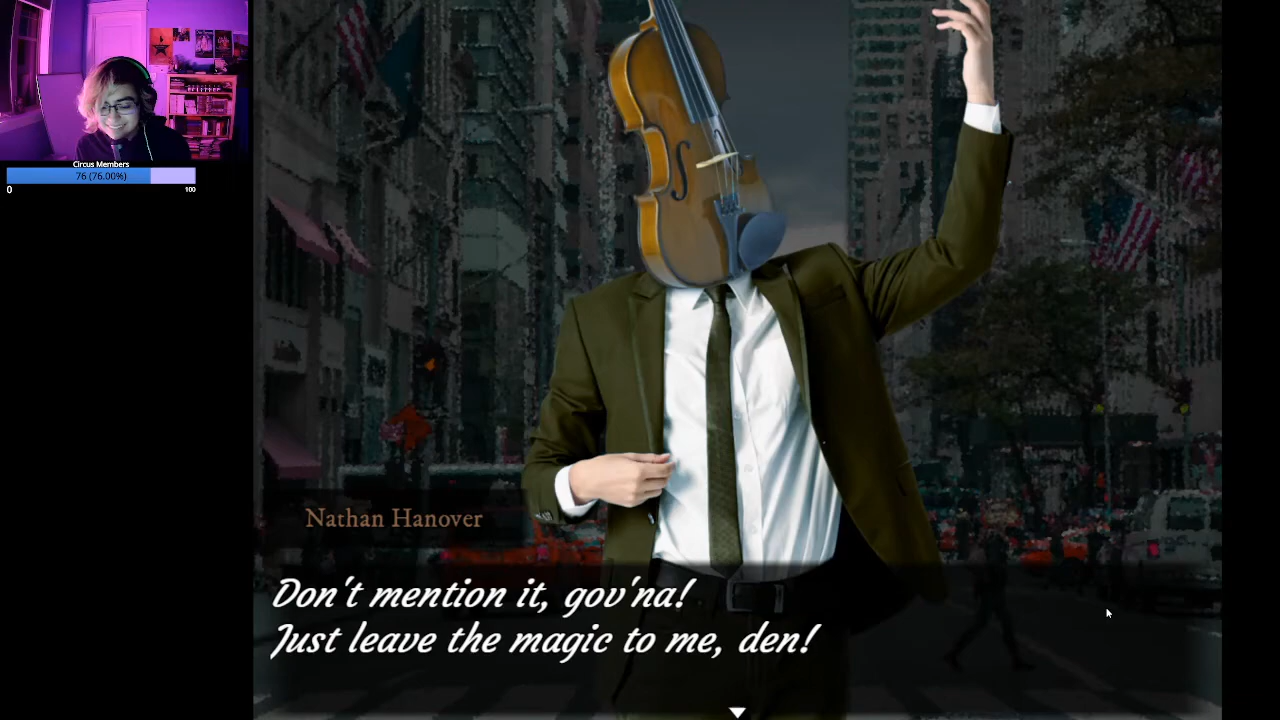 Circus Members
76 (76.00%)
0
100
Nathan Hanover
Don't mention it, gov'na!
Just leave the magic to me, den!